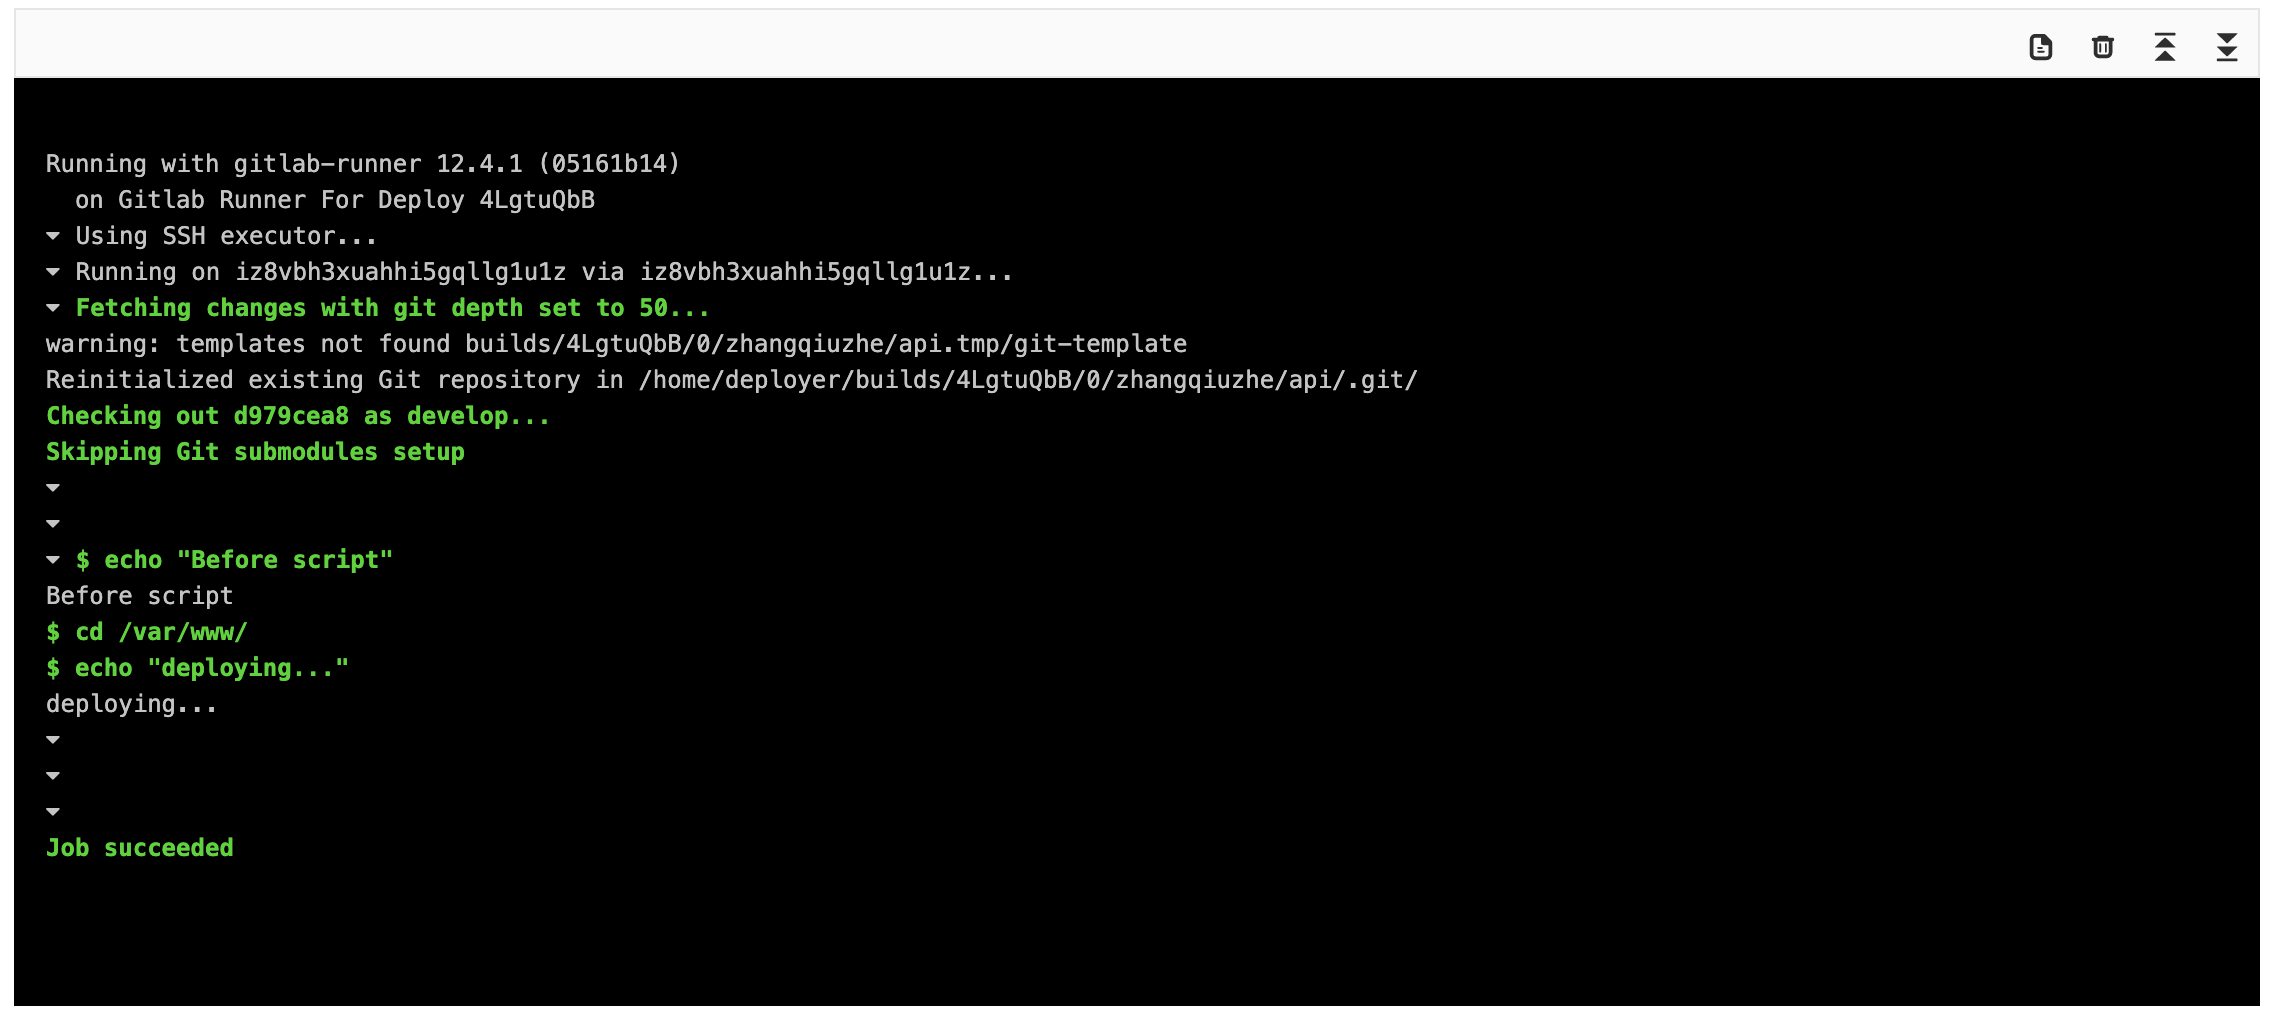 Running with gitlab-runner 12.4.1 (05161b14)
  on Gitlab Runner For Deploy 4LgtuQbB
Using SSH executor...
Running on iz8vbh3xuahhi5gqllg1u1z via iz8vbh3xuahhi5gqllg1u1z...
Fetching changes with git depth set to 50...
warning: templates not found builds/4LgtuQbB/0/zhangqiuzhe/api.tmp/git-template
Reinitialized existing Git repository in /home/deployer/builds/4LgtuQbB/0/zhangqiuzhe/api/.git/
Checking out d979cea8 as develop...
Skipping Git submodules setup
$ echo "Before script"
Before script
$ cd /var/www/
$ echo "deploying..."
deploying...
Job succeeded